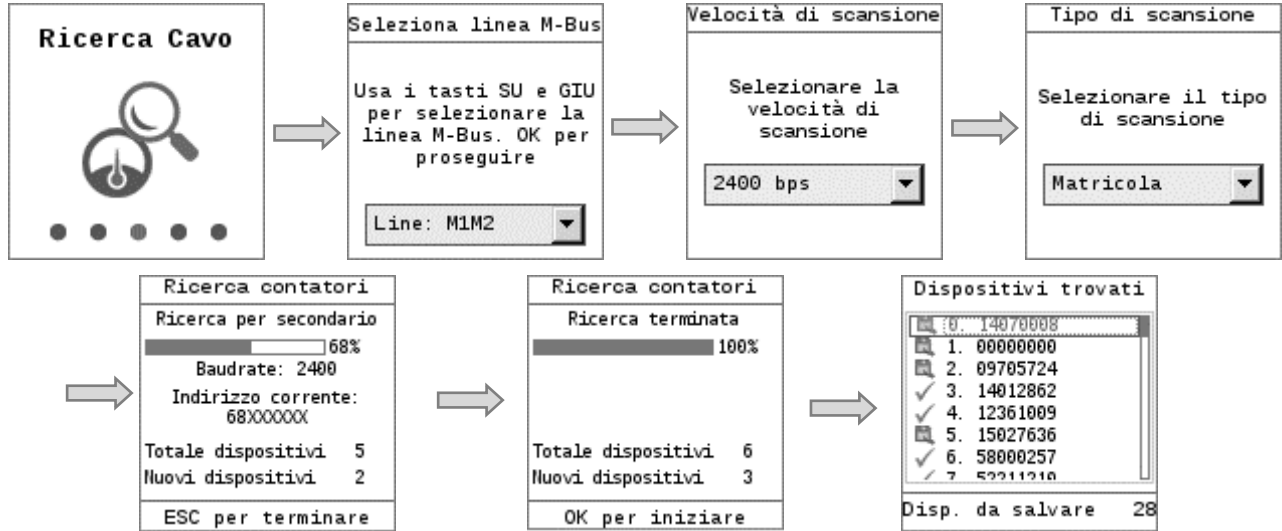 Ricerca Cavo
Seleziona linea M-Bus
Usa i tasti SU e GIU
per selezionare la
linea M-Bus. OK per
proseguire
Line: M1M2
Velocità di scansione
Selezionare la
velocità di
scansione
2400 bps
Tipo di scansione
Selezionare il tipo
di scansione
Matricola
Ricerca contatori
Ricerca per secondario
68%
Baudrate: 2400
Indirizzo corrente:
68XXXXXX
Totale dispositivi 5
Nuovi dispositivi 2
ESC per terminare
Ricerca contatori
Ricerca terminata
100%
Totale dispositivi 6
Nuovi dispositivi 3
OK per iniziare
Dispositivi trovati
0. 14070008
1. 00000000
2. 09705724
3. 14012862
4. 12361009
5. 15027636
6. 58000257
7. 52211210
Disp. da salvare 28